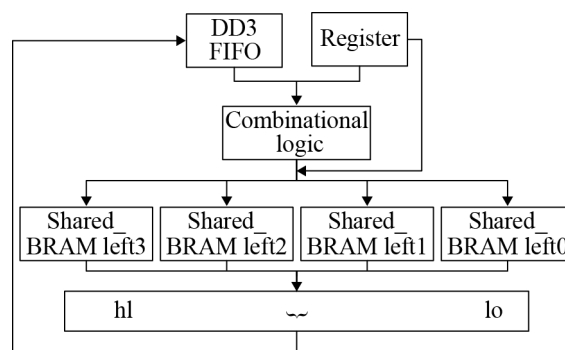 DD3
FIFO
Register
Combinational
logic
Shared_
BRAM left3
Shared_
BRAM left2
Shared_
BRAM left1
Shared_
BRAM left0
hl
lo